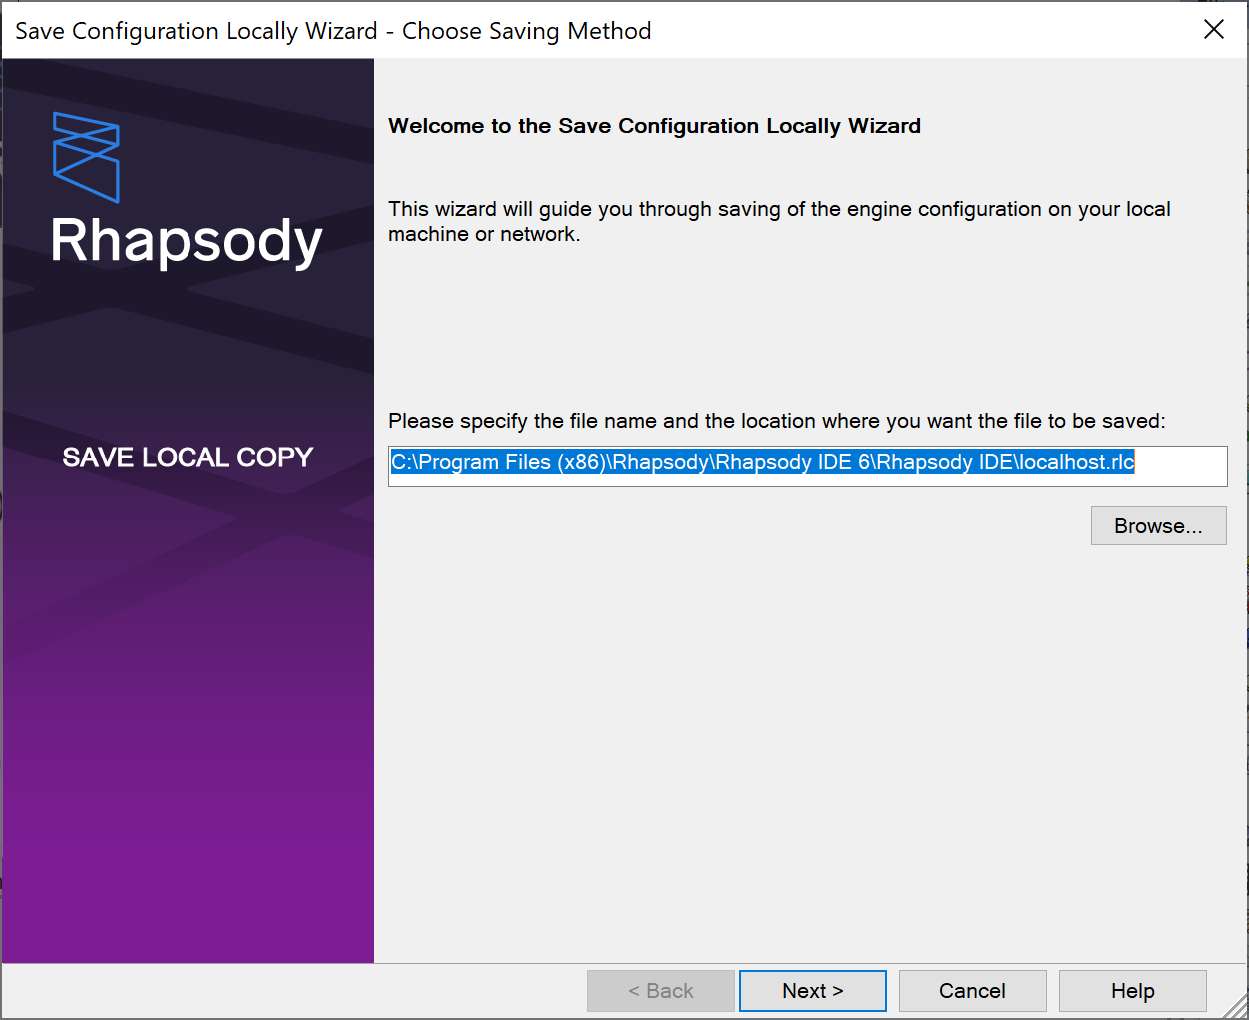 Save Configuration Locally Wizard - Choose Saving Method
Rhapsody
SAVE LOCAL COPY
Welcome to the Save Configuration Locally Wizard
This wizard will guide you through saving of the engine configuration on your local
machine or network.
Please specify the file name and the location where you want the file to be saved:
C:\Program Files (x86)\Rhapsody\Rhapsody IDE 6\Rhapsody IDE\localhost.rlc
Browse...
< Back
Next >
Cancel
Help